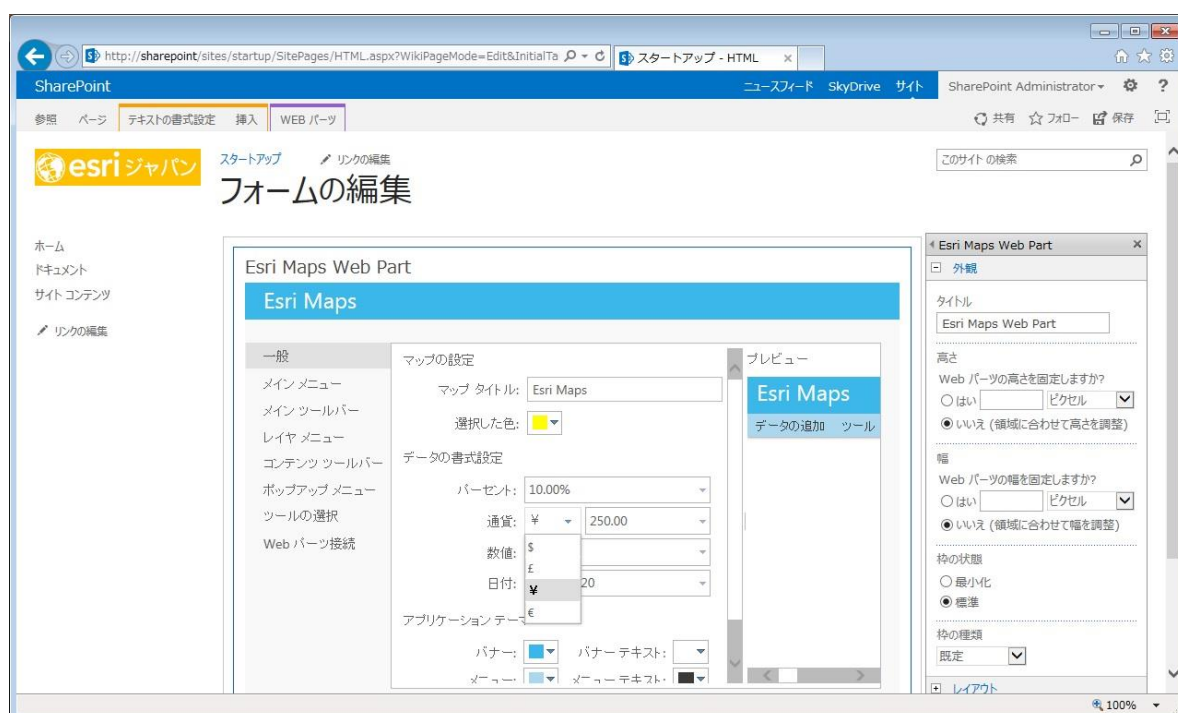 http://sharepoint/sites/startup/SitePages/HTML.aspx?WikiPageMode=Edit&InitialTa
スタートアップ - HTML
SharePoint
ニュースフィード SkyDrive サイト SharePoint Administrator ?
参照 ページ テキストの書式設定 挿入 WEB パーツ
共有 フォロー 保存
esriジャパン
スタートアップ リンクの編集
このサイト の検索
フォームの編集
ホーム
ドキュメント
サイト コンテンツ
リンクの編集
Esri Maps Web Part
Esri Maps
一般
メイン メニュー
メイン ツールバー
レイヤ メニュー
コンテンツ ツールバー
ポップアップ メニュー
ツールの選択
Web パーツ接続
マップの設定
マップ タイトル: Esri Maps
選択した色:
データの書式設定
パーセント: 10.00%
通貨: ¥ 250.00
数値:
日付: 20
$
£
¥
€
アプリケーション テーマ
バナー: バナー テキスト:
メニュー: メニュー テキスト:
プレビュー
Esri Maps
データの追加 ツール
Esri Maps Web Part
外観
タイトル
Esri Maps Web Part
高さ
Web パーツの高さを固定しますか?
はい ピクセル
いいえ (領域に合わせて高さを調整)
幅
Web パーツの幅を固定しますか?
はい ピクセル
いいえ (領域に合わせて幅を調整)
枠の状態
最小化
標準
枠の種類
既定
レイアウト
100%